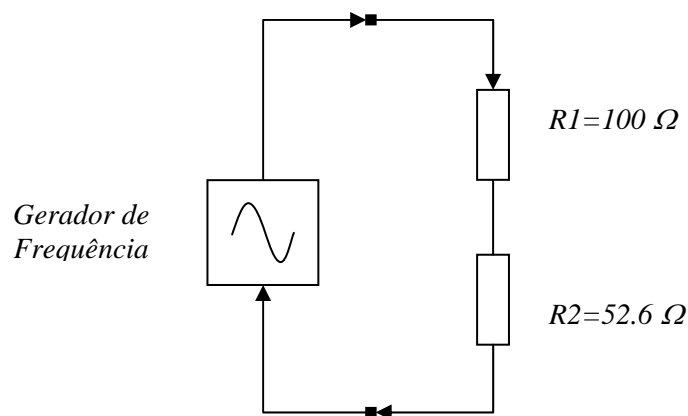 R1=100 Ω
Gerador de
Frequência
R2=52.6 Ω